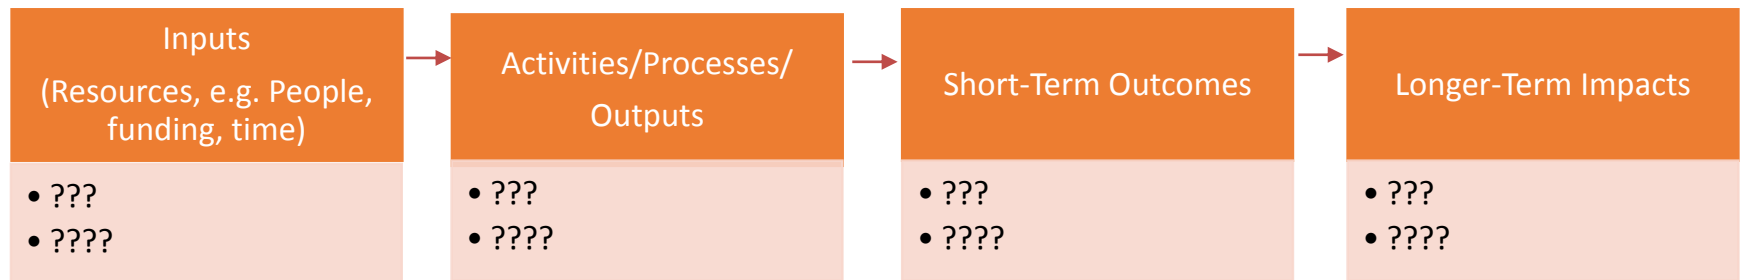 Inputs
(Resources, e.g. People,
funding, time)
• ???
• ????
Activities/Processes/
Outputs
• ???
• ????
Short-Term Outcomes
• ???
• ????
Longer-Term Impacts
• ???
• ????